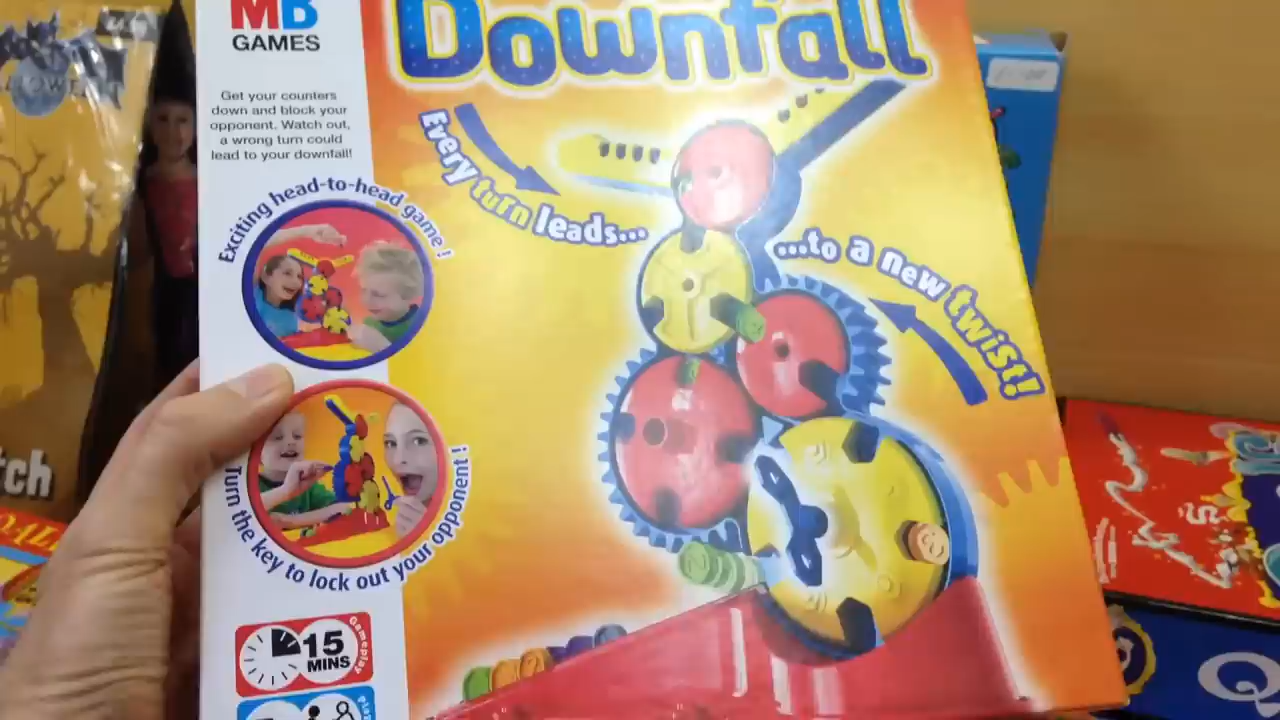 MB
GAMES
Downfall
Get your counters
down and block your
opponent. Watch out,
a wrong turn could
lead to your downfall!
Every turn leads...
...to a new twist!
Exciting head-to-head game!
Turn the key to lock out your opponent!
15
MINS
Gameplay
tch
Q